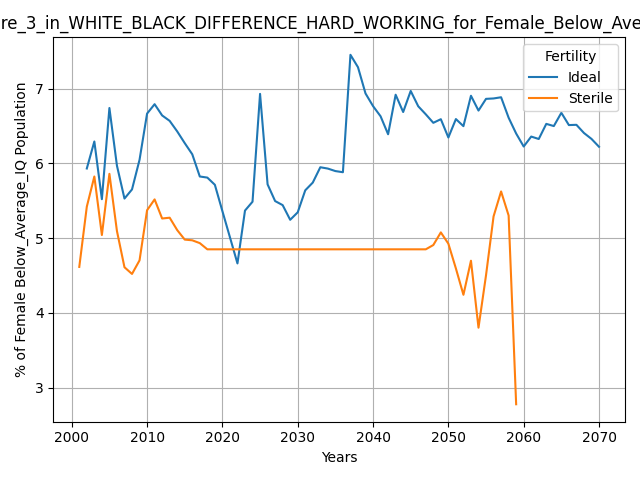 re_3_in_WHITE_BLACK_DIFFERENCE_HARD_WORKING_for_Female_Below_Ave
Fertility
Ideal
Sterile
% of Female Below_Average_IQ Population
7
6
5
4
3
2000 2010 2020 2030 2040 2050 2060 2070
Years